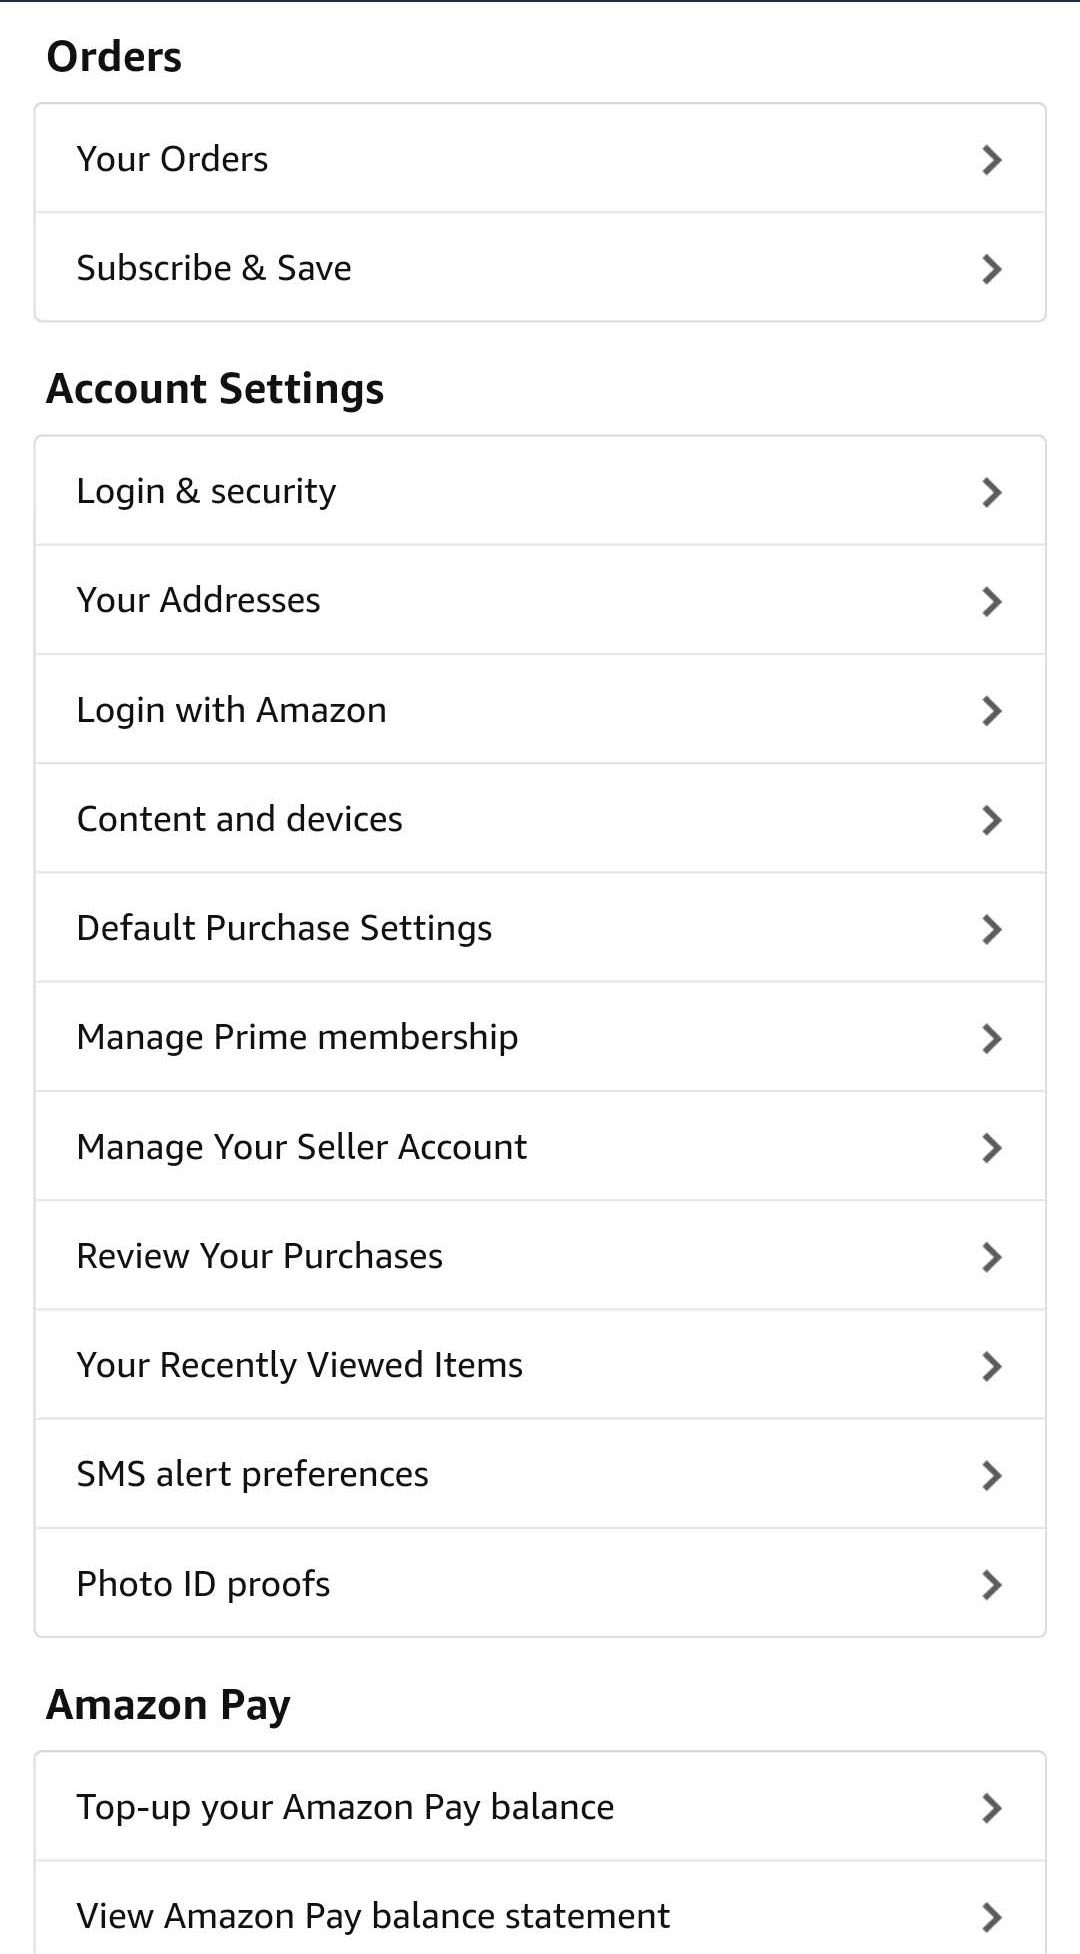 Orders
Your Orders
Subscribe & Save
Account Settings
Login & security
Your Addresses
Login with Amazon
Content and devices
Default Purchase Settings
Manage Prime membership
Manage Your Seller Account
Review Your Purchases
Your Recently Viewed Items
SMS alert preferences
Photo ID proofs
Amazon Pay
Top-up your Amazon Pay balance
View Amazon Pay balance statement